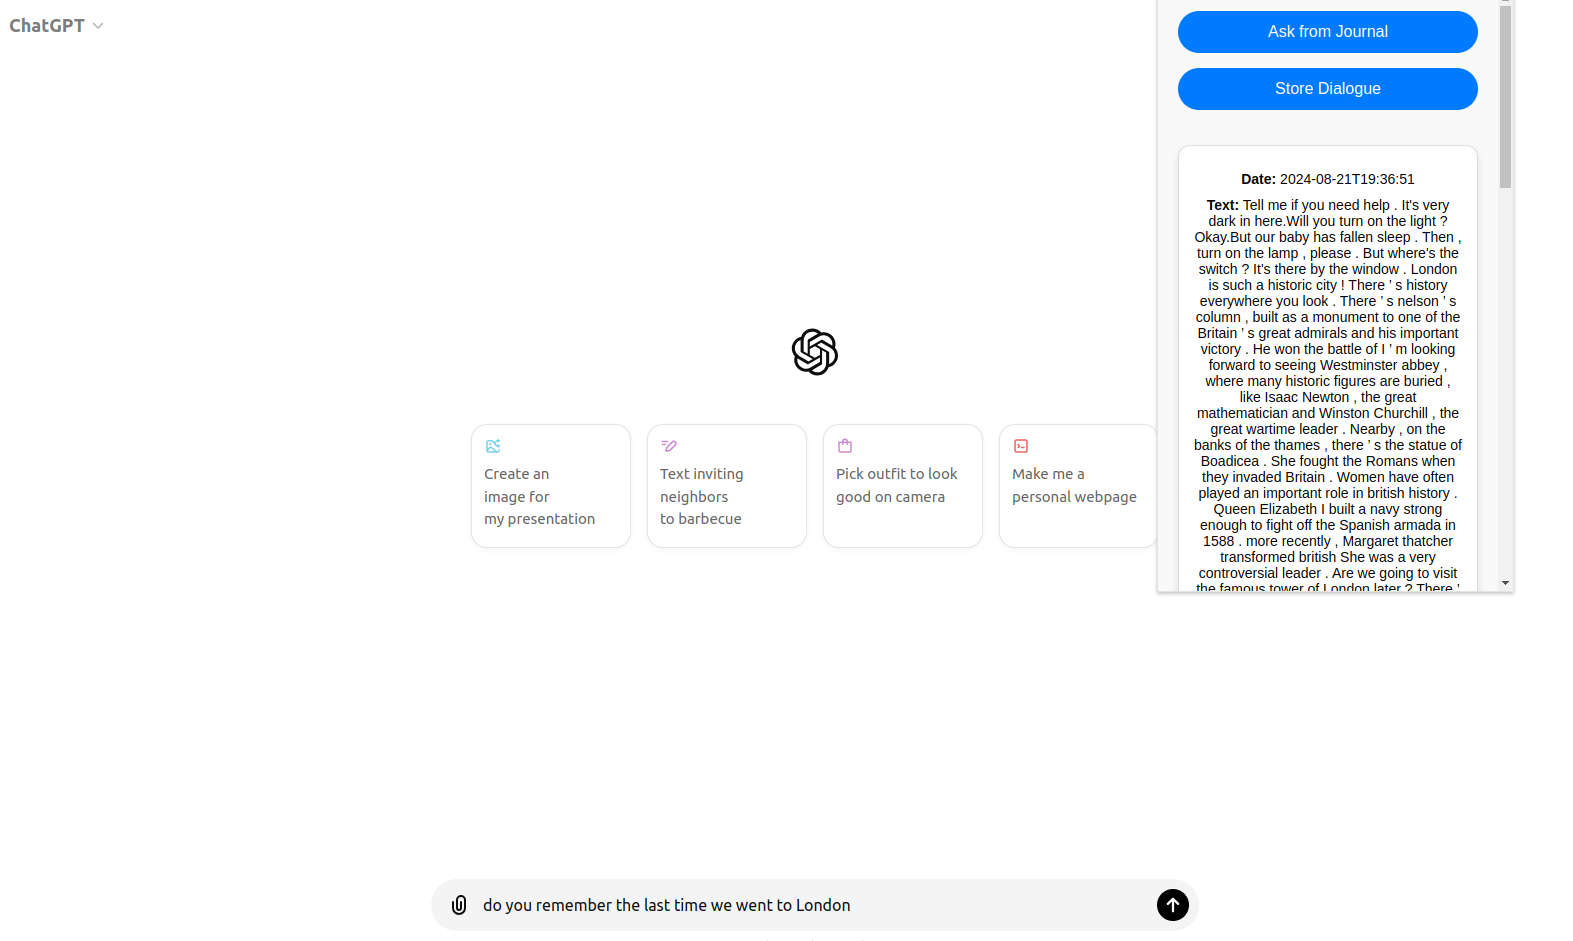 ChatGPT
Ask from Journal
Store Dialogue
Date: 2024-08-21T19:36:51
Text: Tell me if you need help . It's very
dark in here.Will you turn on the light ?
Okay.But our baby has fallen sleep . Then ,
turn on the lamp , please . But where's the
switch ? It's there by the window . London
is such a historic city ! There ’ s history
everywhere you look . There ’ s nelson ’ s
column , built as a monument to one of the
Britain ’ s great admirals and his important
victory . He won the battle of I ’ m looking
forward to seeing Westminster abbey ,
where many historic figures are buried ,
like Isaac Newton , the great
mathematician and Winston Churchill , the
great wartime leader . Nearby , on the
banks of the thames , there ’ s the statue of
Boadicea . She fought the Romans when
they invaded Britain . Women have often
played an important role in british history .
Queen Elizabeth I built a navy strong
enough to fight off the Spanish armada in
1588 . more recently , Margaret thatcher
transformed british She was a very
controversial leader . Are we going to visit
the famous tower of London later ? There ’
Create an
image for
my presentation
Text inviting
neighbors
to barbecue
Pick outfit to look
good on camera
Make me a
personal webpage
do you remember the last time we went to London